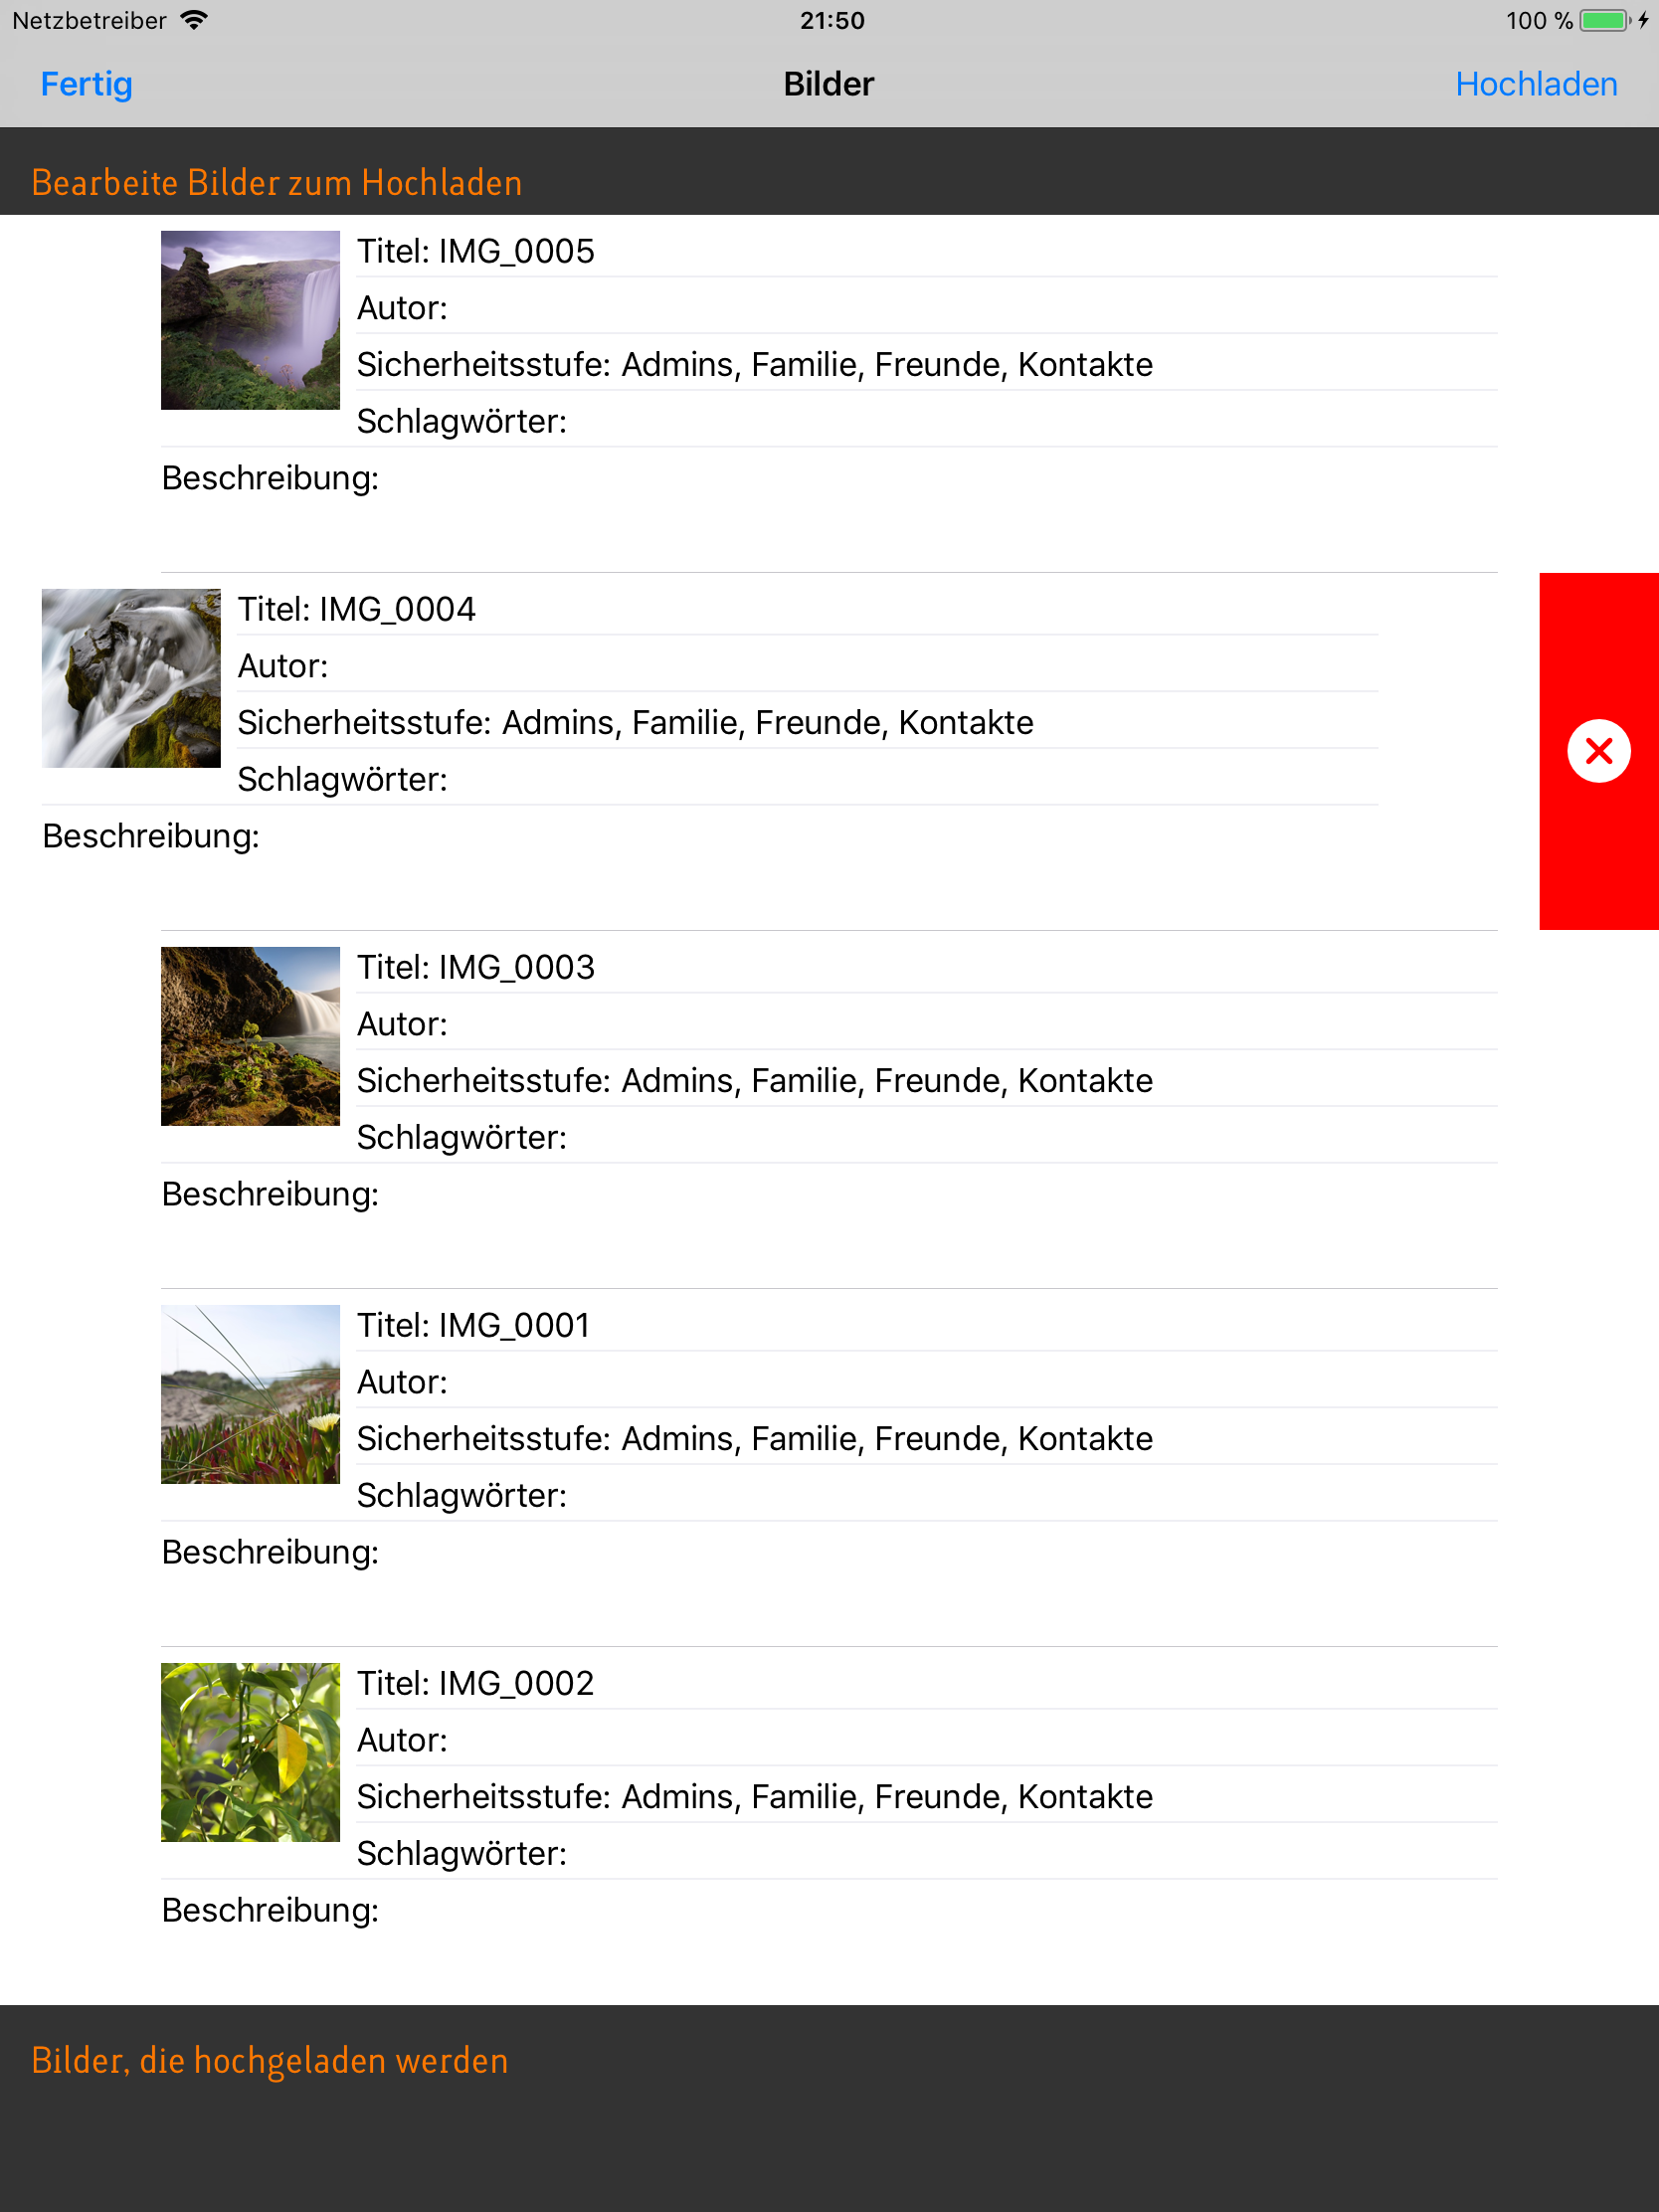 Netzbetreiber 21:50 100 %
Fertig Bilder Hochladen
Bearbeite Bilder zum Hochladen
Titel: IMG_0005
Autor:
Sicherheitsstufe: Admins, Familie, Freunde, Kontakte
Schlagwörter:
Beschreibung:
Titel: IMG_0004
Autor:
Sicherheitsstufe: Admins, Familie, Freunde, Kontakte
Schlagwörter:
Beschreibung:
Titel: IMG_0003
Autor:
Sicherheitsstufe: Admins, Familie, Freunde, Kontakte
Schlagwörter:
Beschreibung:
Titel: IMG_0001
Autor:
Sicherheitsstufe: Admins, Familie, Freunde, Kontakte
Schlagwörter:
Beschreibung:
Titel: IMG_0002
Autor:
Sicherheitsstufe: Admins, Familie, Freunde, Kontakte
Schlagwörter:
Beschreibung:
Bilder, die hochgeladen werden